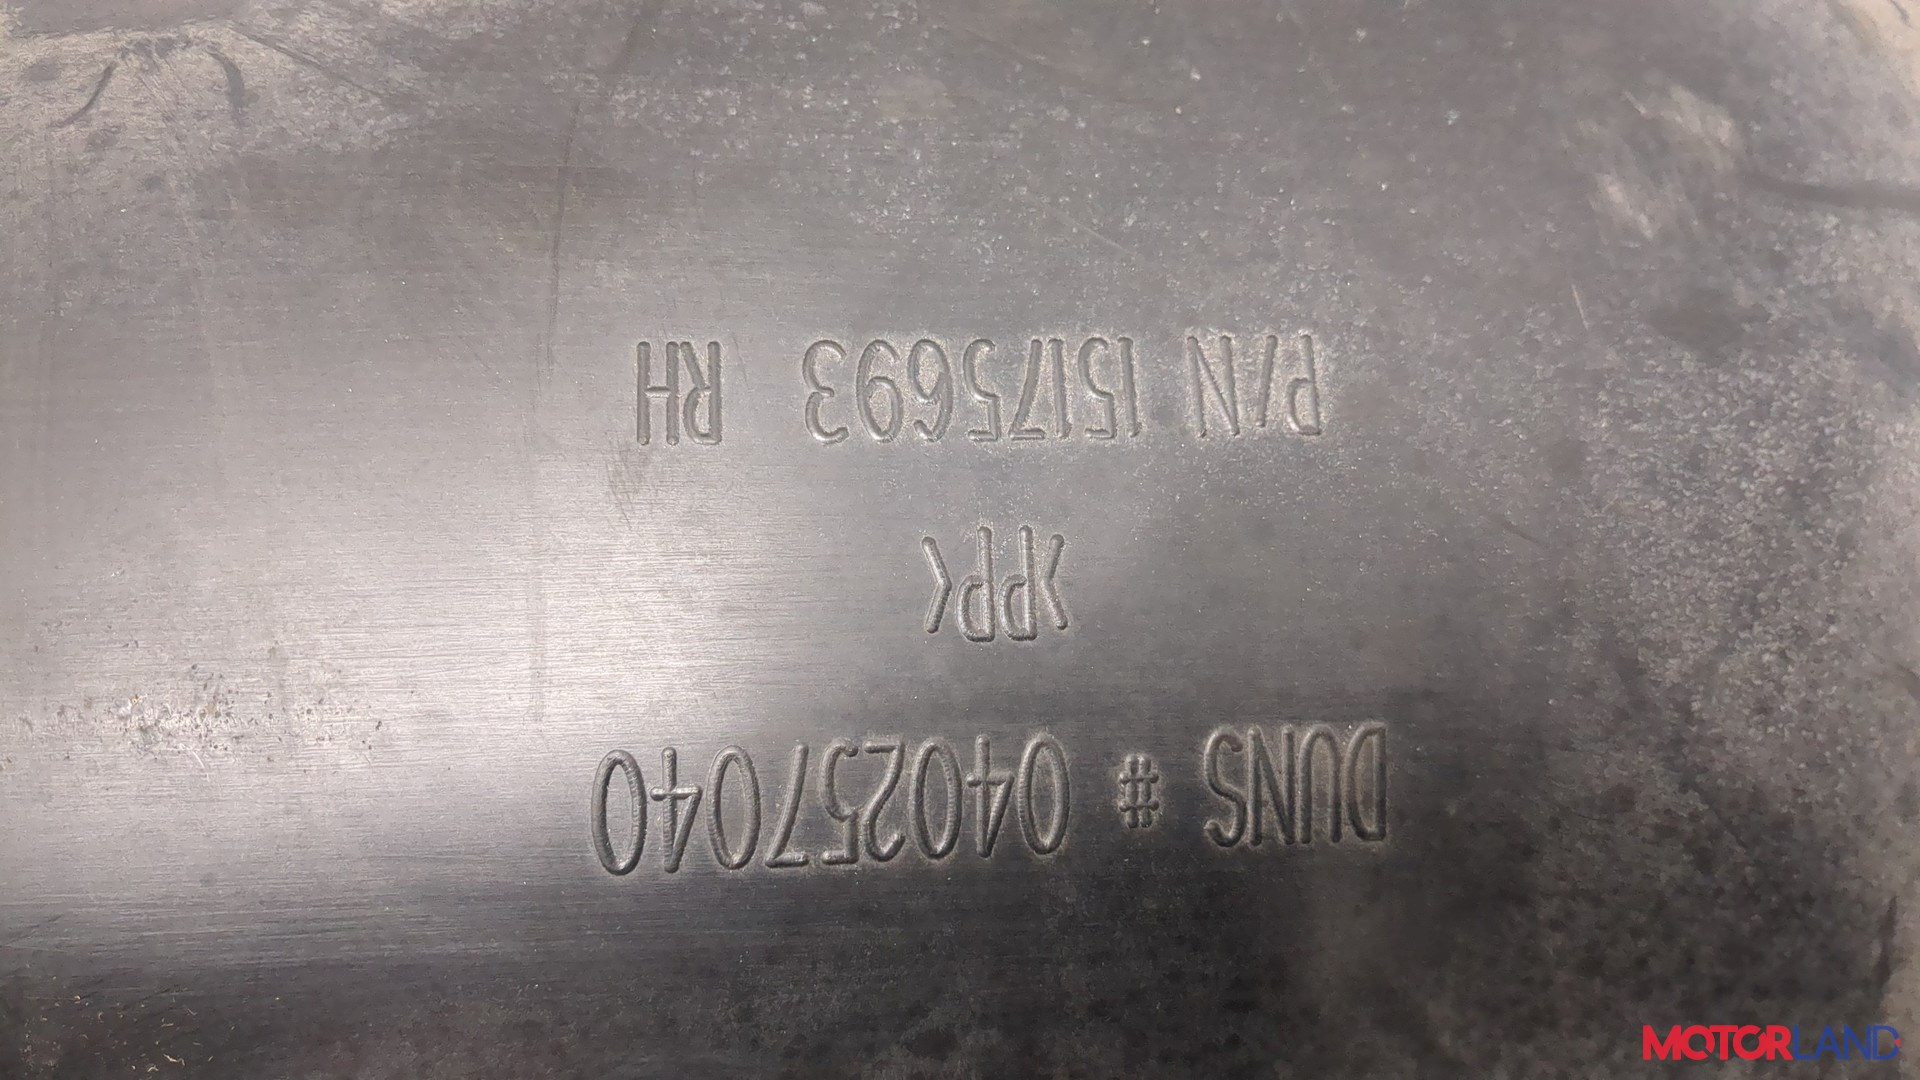 DUNS # 040257040
>PP<
P/N 15175693 RH
MOTORLAND